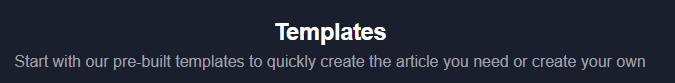 Templates
Start with our pre-built templates to quickly create the article you need or create your own